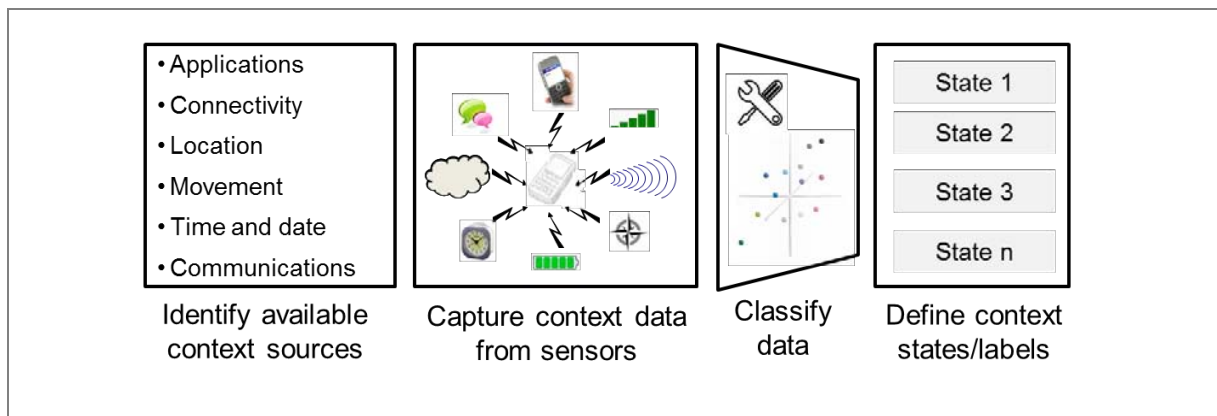 • Applications
• Connectivity
• Location
• Movement
• Time and date
• Communications
Identify available
context sources
Capture context data
from sensors
Classify
data
State 1
State 2
State 3
State n
Define context
states/labels